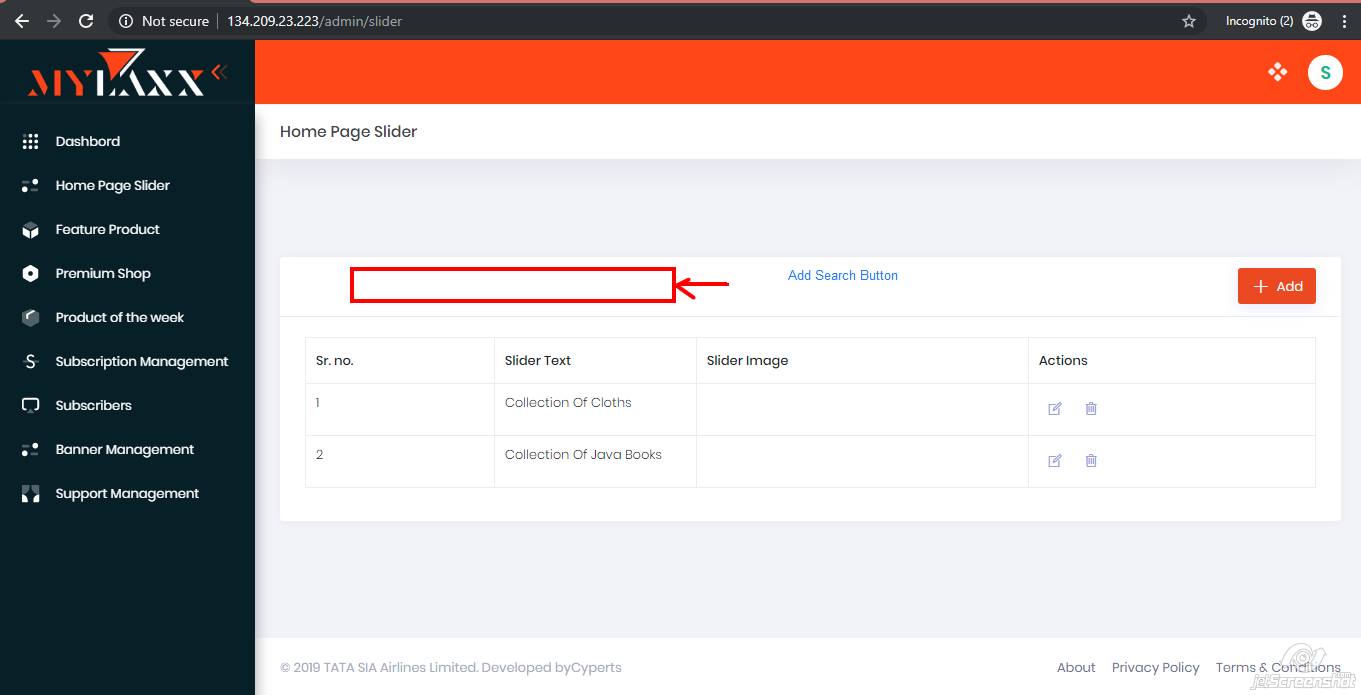 Not secure
134.209.23.223/admin/slider
Incognito (2)
MYTAXX
S
Dashbord
Home Page Slider
Feature Product
Premium Shop
Product of the week
Subscription Management
Subscribers
Banner Management
Support Management
Home Page Slider
Add Search Button
Add
Sr. no. Slider Text Slider Image Actions
1 Collection Of Cloths
2 Collection Of Java Books
© 2019 TATA SIA Airlines Limited. Developed byCyperts
About Privacy Policy Terms & Conditions
jetScreenshot
.com